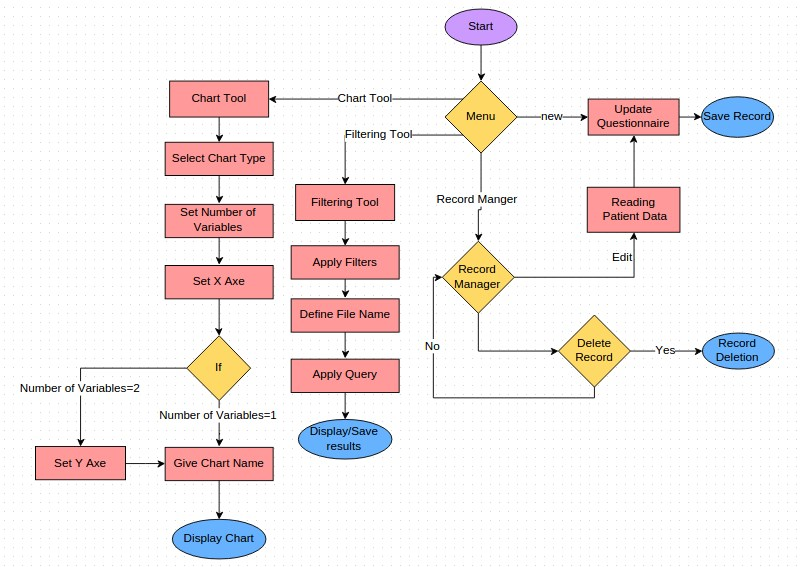 Start
Chart Tool
Chart Tool
Menu
new
Update
Questionnaire
Save Record
Filtering Tool
Select Chart Type
Record Manger
Filtering Tool
Reading
Patient Data
Set Number of
Variables
Apply Filters
Edit
Record
Manager
Set X Axe
Define File Name
No
Delete
Record
Yes
Record
Deletion
If
Apply Query
Number of Variables=2
Number of Variables=1
Display/Save
results
Set Y Axe
Give Chart Name
Display Chart